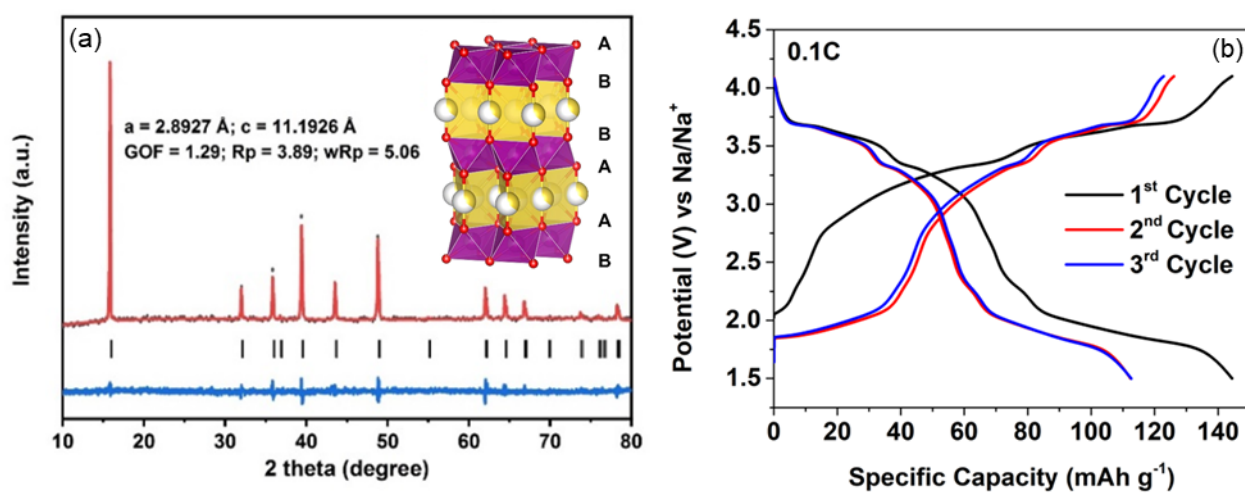 (a)
a = 2.8927 Å; c = 11.1926 Å
GOF = 1.29; Rp = 3.89; wRp = 5.06
A
B
B
A
A
B
Intensity (a.u.)
10 20 30 40 50 60 70 80
2 theta (degree)
(b)
0.1C
4.5
4.0
3.5
3.0
2.5
2.0
1.5
Potential (V) vs Na/Na⁺
1st Cycle
2nd Cycle
3rd Cycle
0 20 40 60 80 100 120 140
Specific Capacity (mAh g⁻¹)